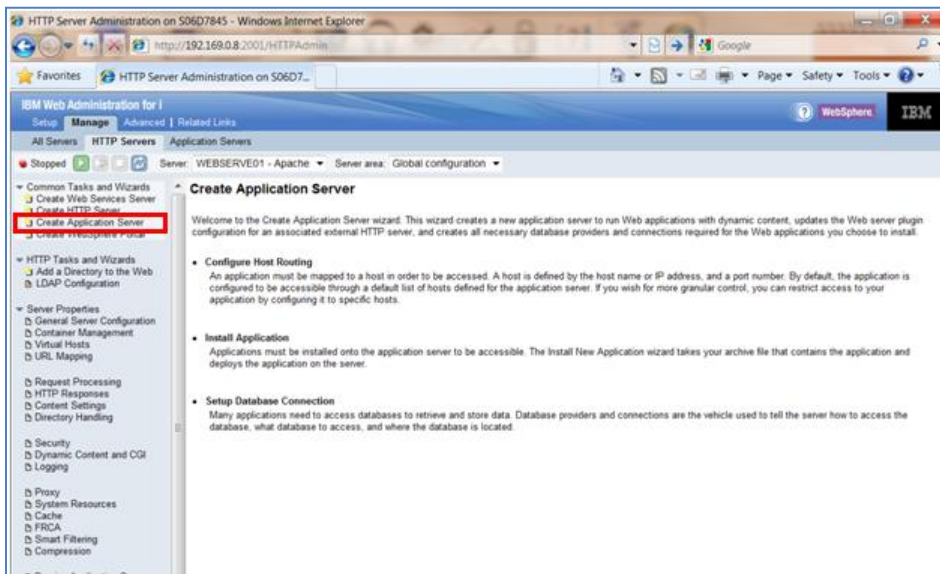 HTTP Server Administration on S06D7845 - Windows Internet Explorer
http://192.169.0.8:2001/HTTPAdmin
Google
Favorites HTTP Server Administration on S06D7...
Page Safety Tools
IBM Web Administration for i
WebSphere. IBM
Setup Manage Advanced | Related Links
All Servers HTTP Servers Application Servers
Stopped Server: WEBSERVE01 - Apache Server area: Global configuration
Common Tasks and Wizards
Create Web Services Server
Create HTTP Server
Create Application Server
Create WebSphere Portal
HTTP Tasks and Wizards
Add a Directory to the Web
LDAP Configuration
Server Properties
General Server Configuration
Container Management
Virtual Hosts
URL Mapping
Request Processing
HTTP Responses
Content Settings
Directory Handling
Security
Dynamic Content and CGI
Logging
Proxy
System Resources
Cache
FRCA
Smart Filtering
Compression
Create Application Server
Welcome to the Create Application Server wizard. This wizard creates a new application server to run Web applications with dynamic content, updates the Web server plugin
configuration for an associated external HTTP server, and creates all necessary database providers and connections required for the Web applications you choose to install.
• Configure Host Routing
An application must be mapped to a host in order to be accessed. A host is defined by the host name or IP address, and a port number. By default, the application is
configured to be accessible through a default list of hosts defined for the application server. If you wish for more granular control, you can restrict access to your
application by configuring it to specific hosts.
• Install Application
Applications must be installed onto the application server to be accessible. The Install New Application wizard takes your archive file that contains the application and
deploys the application on the server.
• Setup Database Connection
Many applications need to access databases to retrieve and store data. Database providers and connections are the vehicle used to tell the server how to access the
database, what database to access, and where the database is located.